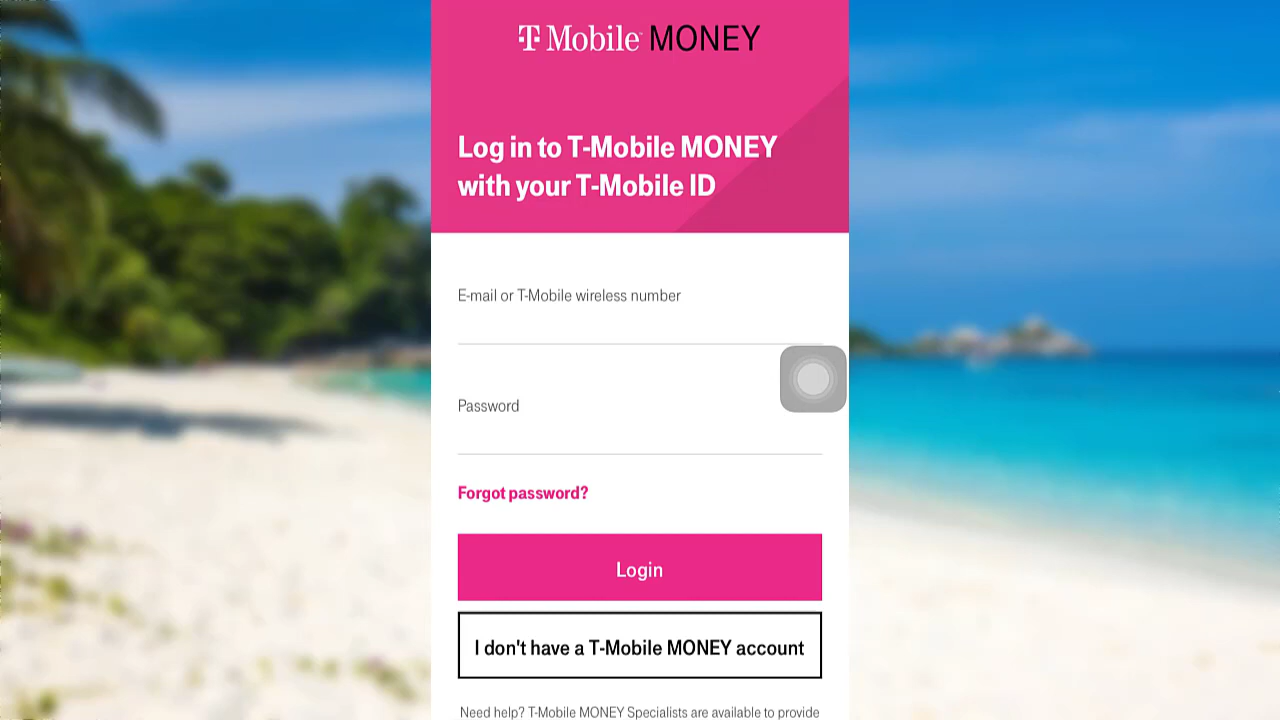 T Mobile MONEY
Log in to T-Mobile MONEY
with your T-Mobile ID
E-mail or T-Mobile wireless number
Password
Forgot password?
Login
I don't have a T-Mobile MONEY account
Need help? T-Mobile MONEY Specialists are available to provide